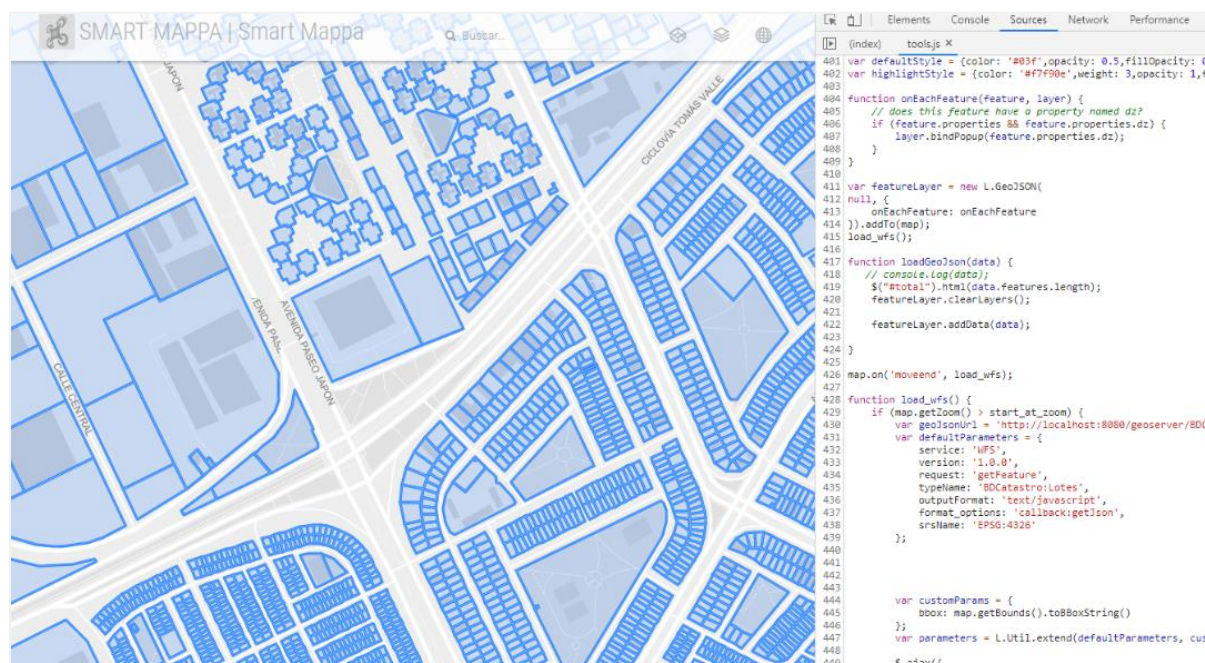 SMART MAPPA | Smart Mappa
Buscar...
JAPON
CICLOVÍA TOMAS VALLE
AVENIDA PASEO JAPON
CALLE CENTRAL
Elements Console Sources Network Performance
(index) tools.js ×
401 var defaultStyle = {color: '#03f',opacity: 0.5,fillOpacity:
402 var highlightStyle = {color: '#f7f90e',weight: 3,opacity: 1,
403
404 function onEachFeature(feature, layer) {
405 // does this feature have a property named dz?
406 if (feature.properties && feature.properties.dz) {
407 layer.bindPopup(feature.properties.dz);
408 }
409 }
410
411 var featureLayer = new L.GeoJSON(
412 null, {
413 onEachFeature: onEachFeature
414 }).addTo(map);
415 load_wfs();
416
417 function loadGeoJson(data) {
418 // console.log(data);
419 $("#total").html(data.features.length);
420 featureLayer.clearLayers();
421
422 featureLayer.addData(data);
423
424 }
425
426 map.on('moveend', load_wfs);
427
428 function load_wfs() {
429 if (map.getZoom() > start_at_zoom) {
430 var geoJsonUrl = 'http://localhost:8080/geoserver/BDC
431 var defaultParameters = {
432 service: 'WFS',
433 version: '1.0.0',
434 request: 'getFeature',
435 typeName: 'BDCatastro:Lotes',
436 outputFormat: 'text/javascript',
437 format_options: 'callback:getJson',
438 srsName: 'EPSG:4326'
439 };
440
441
442
443
444 var customParams = {
445 bbox: map.getBounds().toBBoxString()
446 };
447 var parameters = L.Util.extend(defaultParameters, cus
448